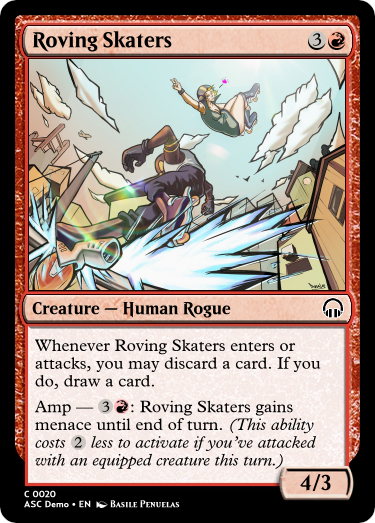 Roving Skaters 3
Creature — Human Rogue
Whenever Roving Skaters enters or
attacks, you may discard a card. If you
do, draw a card.
Amp — 3: Roving Skaters gains
menace until end of turn. (This ability
costs 2 less to activate if you've attacked
with an equipped creature this turn.)
4/3
C 0020
ASC Demo • EN Basile Penuelas